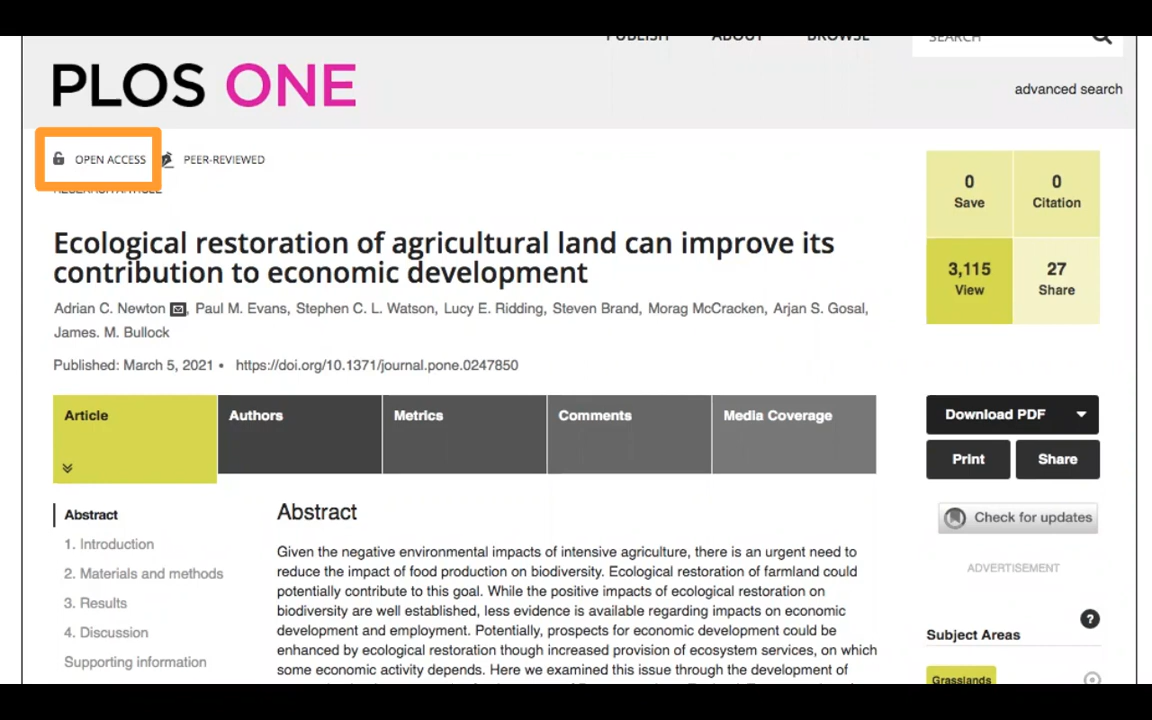 PUBLISH ABOUT BROWSE SEARCH
PLOS ONE
advanced search
OPEN ACCESS PEER-REVIEWED
RESEARCH ARTICLE
Ecological restoration of agricultural land can improve its
contribution to economic development
Adrian C. Newton, Paul M. Evans, Stephen C. L. Watson, Lucy E. Ridding, Steven Brand, Morag McCracken, Arjan S. Gosal,
James. M. Bullock
Published: March 5, 2021 • https://doi.org/10.1371/journal.pone.0247850
0
Save
0
Citation
3,115
View
27
Share
Article
Authors
Metrics
Comments
Media Coverage
Download PDF
Print
Share
Check for updates
ADVERTISEMENT
Subject Areas
?
Grasslands
Abstract
1. Introduction
2. Materials and methods
3. Results
4. Discussion
Supporting information
Abstract
Given the negative environmental impacts of intensive agriculture, there is an urgent need to
reduce the impact of food production on biodiversity. Ecological restoration of farmland could
potentially contribute to this goal. While the positive impacts of ecological restoration on
biodiversity are well established, less evidence is available regarding impacts on economic
development and employment. Potentially, prospects for economic development could be
enhanced by ecological restoration though increased provision of ecosystem services, on which
some economic activity depends. Here we examined this issue through the development of